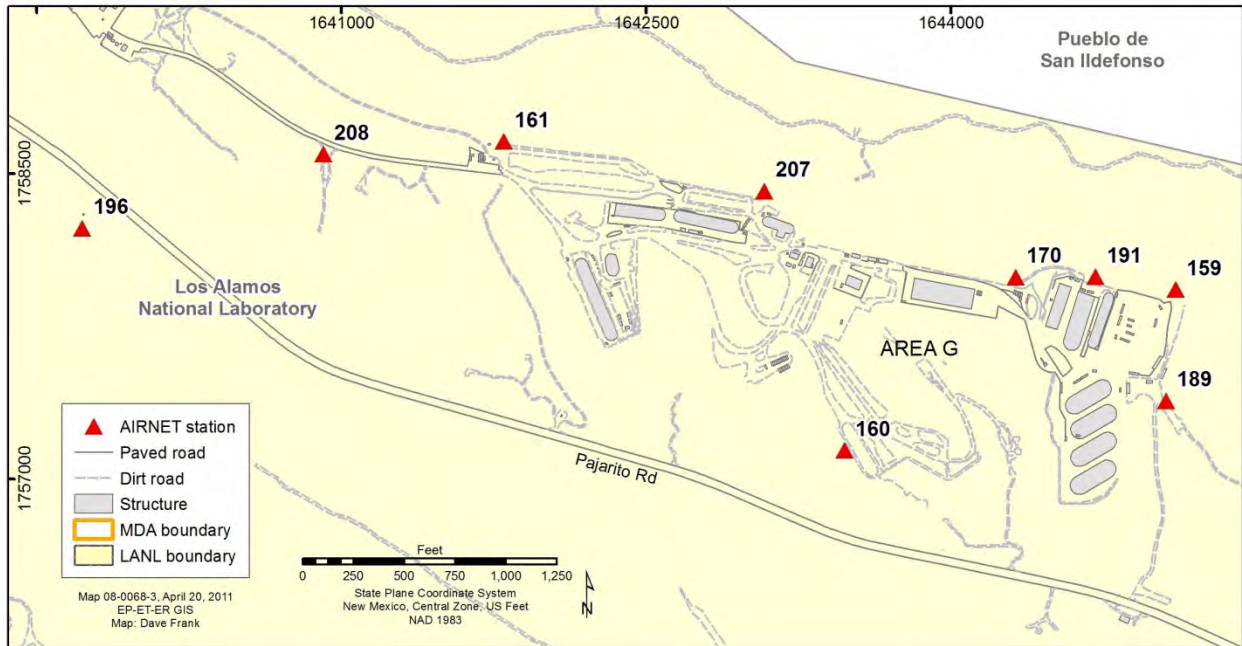 1641000
1642500
1644000
Pueblo de
San Ildefonso
208
161
1758500
207
196
170
191
159
Los Alamos
National Laboratory
AREA G
189
AIRNET station
160
Paved road
Pajarito Rd
1757000
Dirt road
Structure
MDA boundary
LANL boundary
Feet
0 250 500 750 1,000 1,250
State Plane Coordinate System
New Mexico, Central Zone, US Feet
NAD 1983
N
Map 08-0068-3, April 20, 2011
EP-ET-ER GIS
Map: Dave Frank